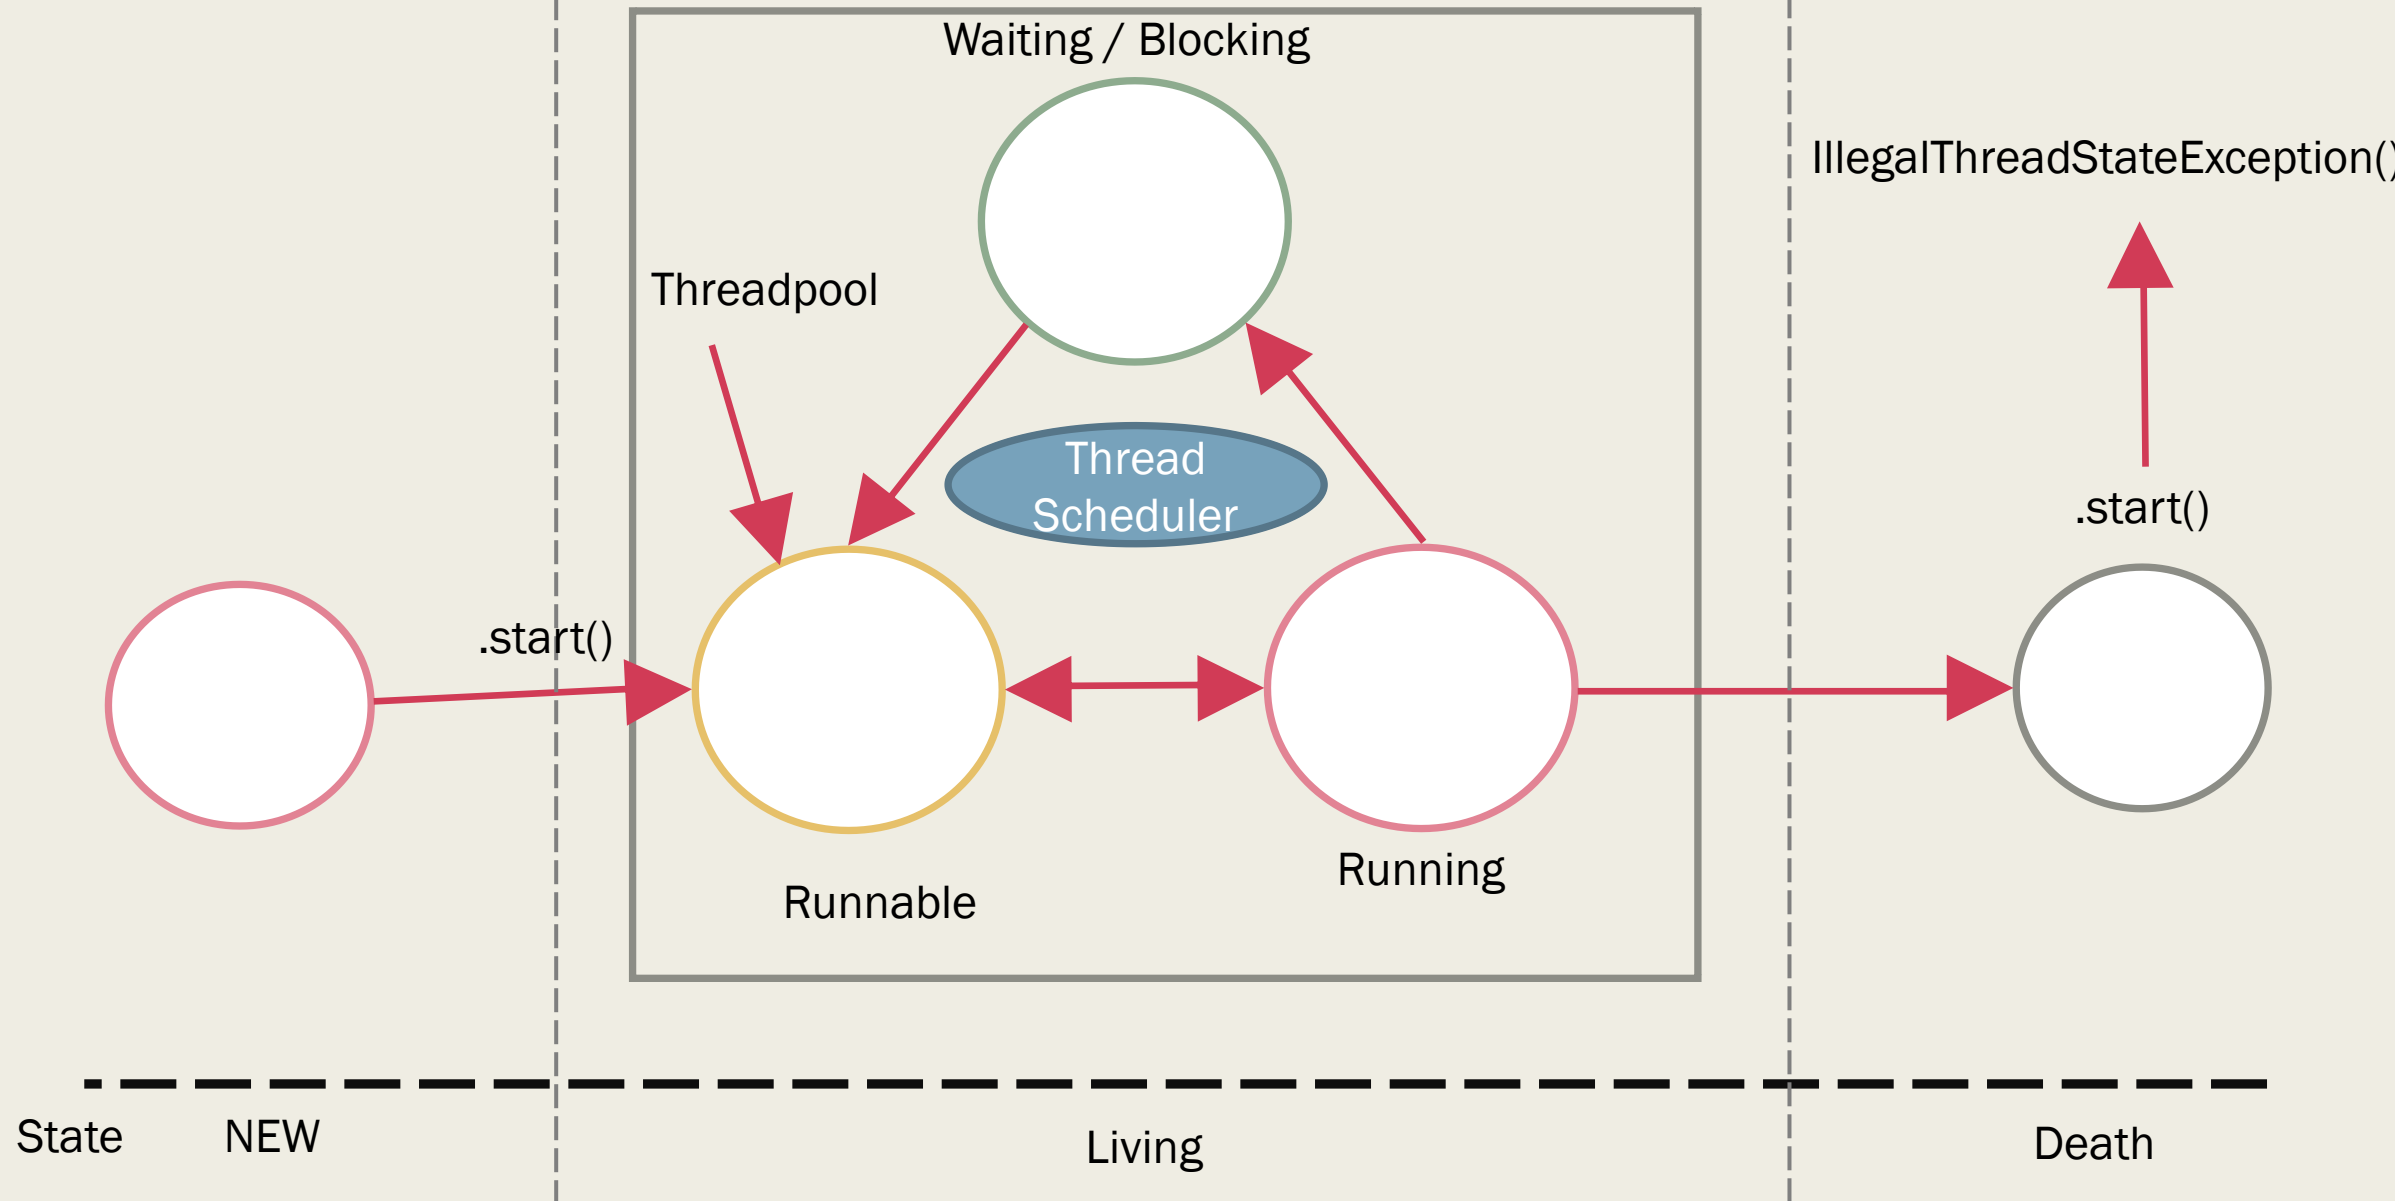 Waiting / Blocking
IllegalThreadStateException()
Threadpool
Thread
Scheduler
.start()
.start()
Running
Runnable
State
NEW
Living
Death